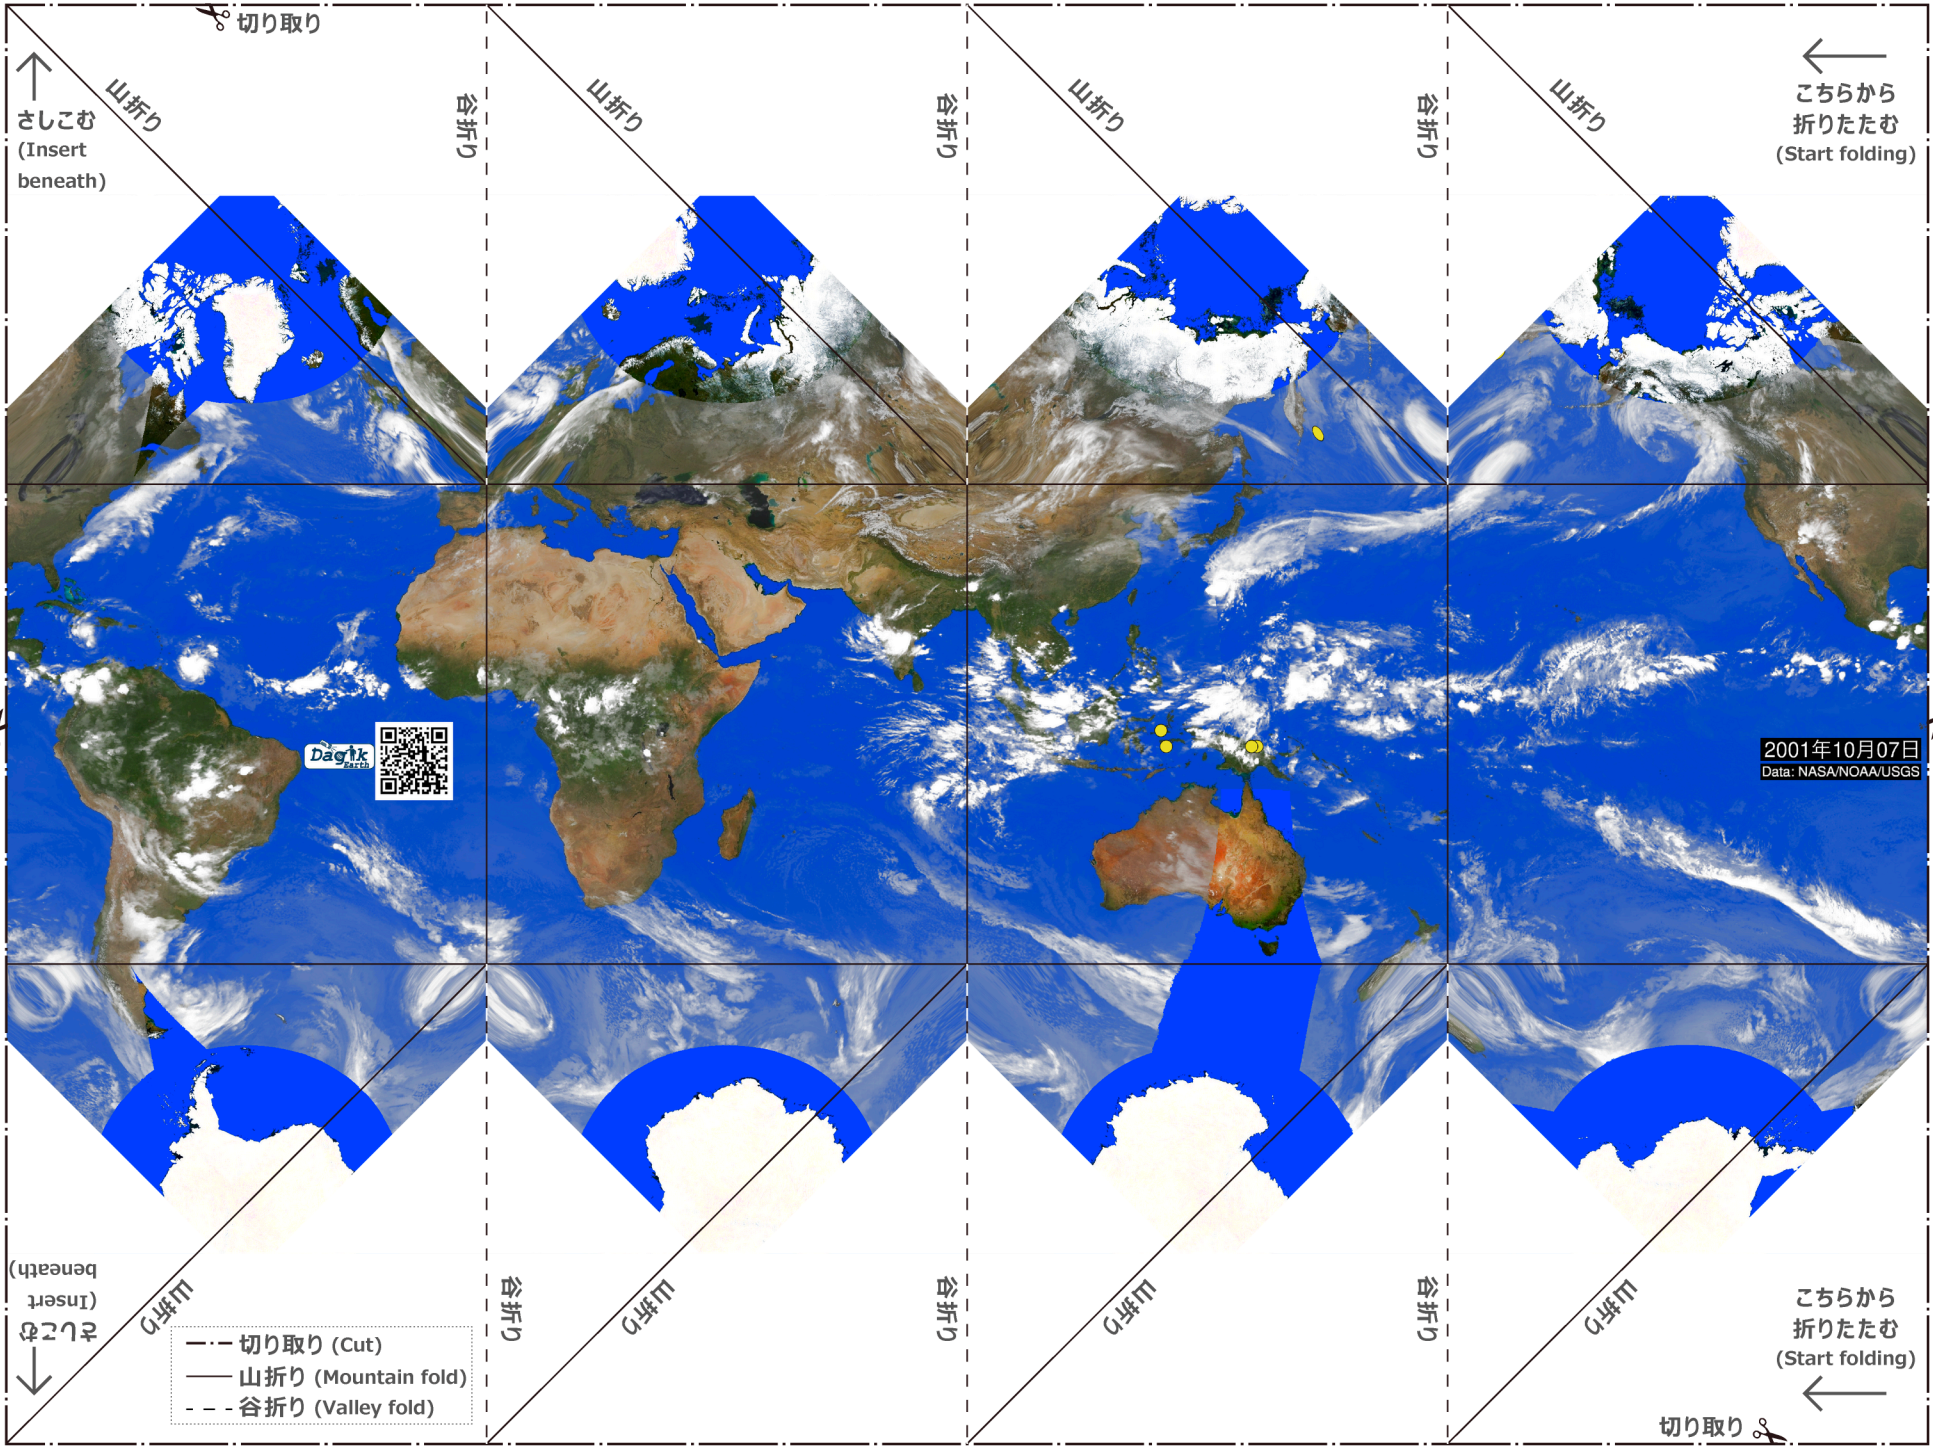 切り取り
さしこむ
(Insert
beneath)
山折り
谷折り
山折り
谷折り
山折り
谷折り
山折り
こちらから
折りたたむ
(Start folding)
Dagik
Earth
2001年10月07日
Data: NASA/NOAA/USGS
さしこむ
(Insert
beneath)
山折り
谷折り
山折り
谷折り
山折り
谷折り
山折り
こちらから
折りたたむ
(Start folding)
切り取り (Cut)
山折り (Mountain fold)
谷折り (Valley fold)
切り取り